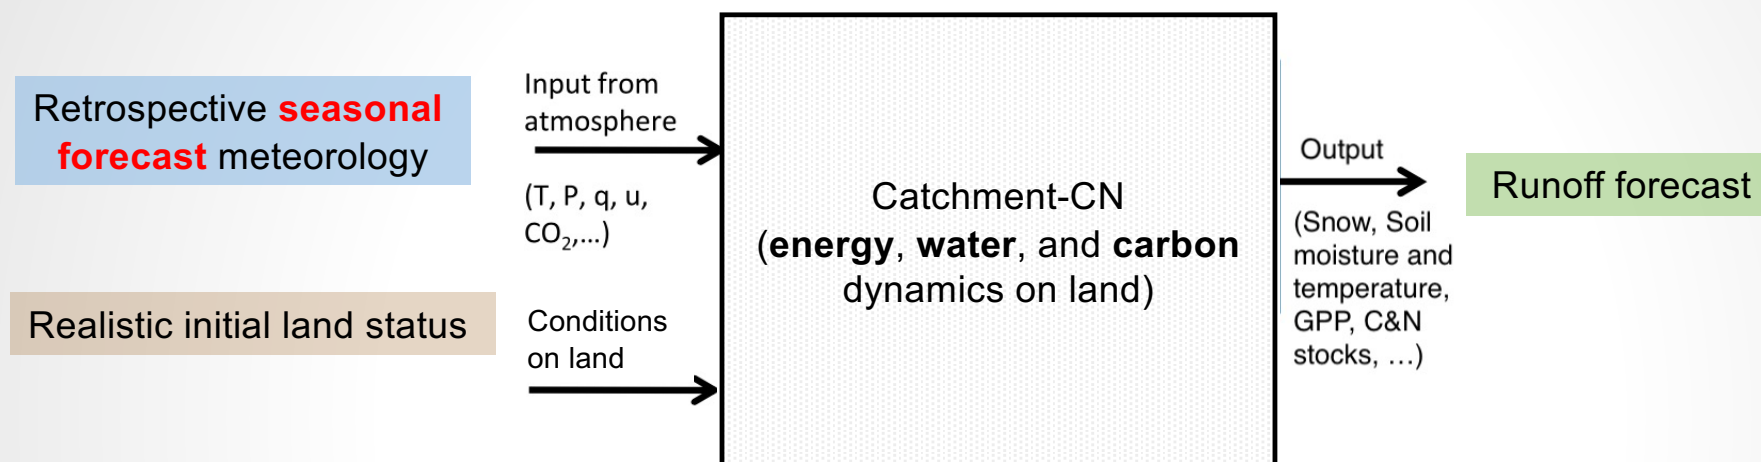 Retrospective seasonal
forecast meteorology
Realistic initial land status
Input from
atmosphere
(T, P, q, u,
CO₂,...)
Conditions
on land
Catchment-CN
(energy, water, and carbon
dynamics on land)
Output
(Snow, Soil
moisture and
temperature,
GPP, C&N
stocks, ...)
Runoff forecast